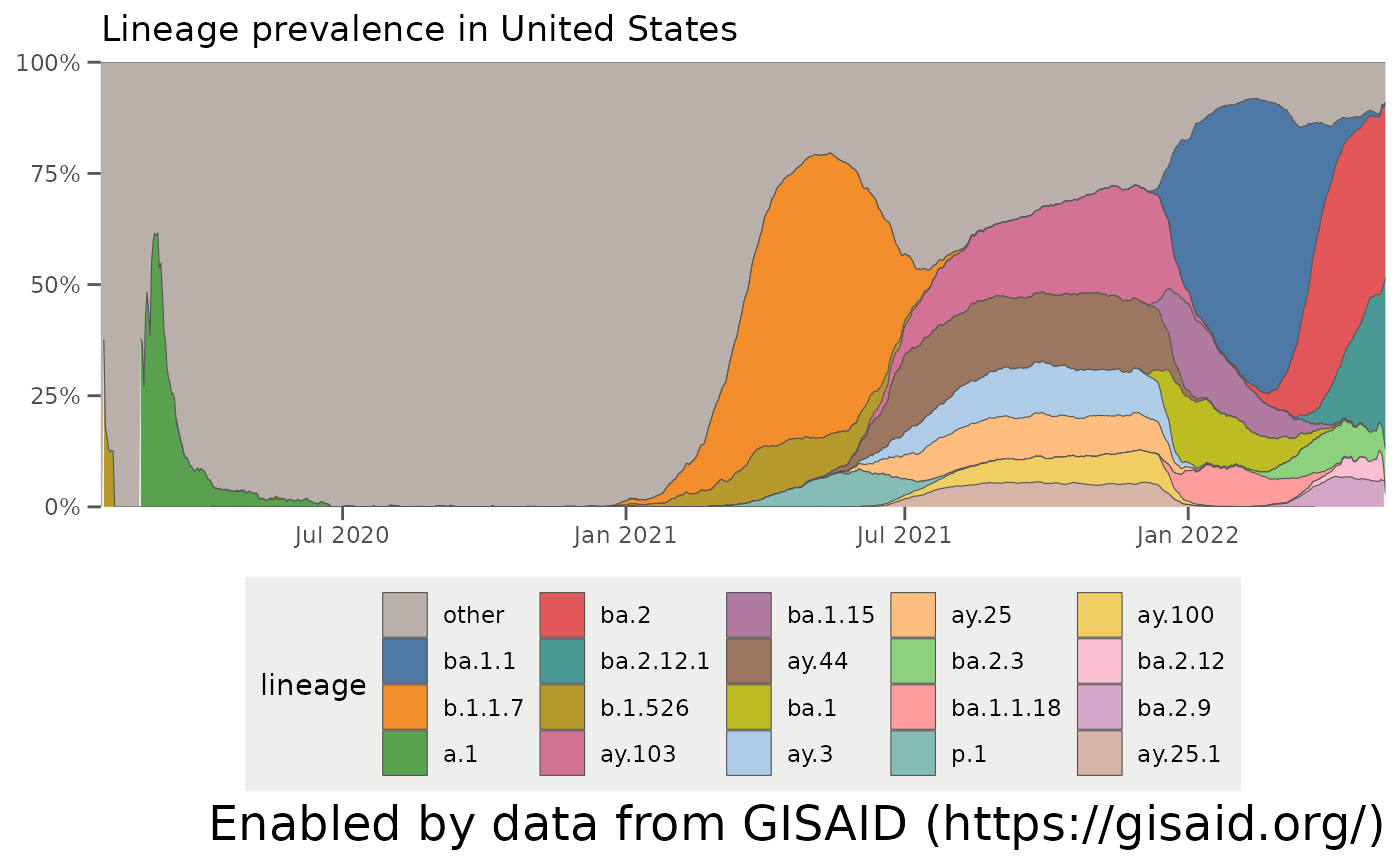 Lineage prevalence in United States
100%
75%
50%
25%
0%
Jul 2020 Jan 2021 Jul 2021 Jan 2022
lineage
other ba.2 ba.1.15 ay.25 ay.100
ba.1.1 ba.2.12.1 ay.44 ba.2.3 ba.2.12
b.1.1.7 b.1.526 ba.1 ba.1.1.18 ba.2.9
a.1 ay.103 ay.3 p.1 ay.25.1
Enabled by data from GISAID (https://gisaid.org/)